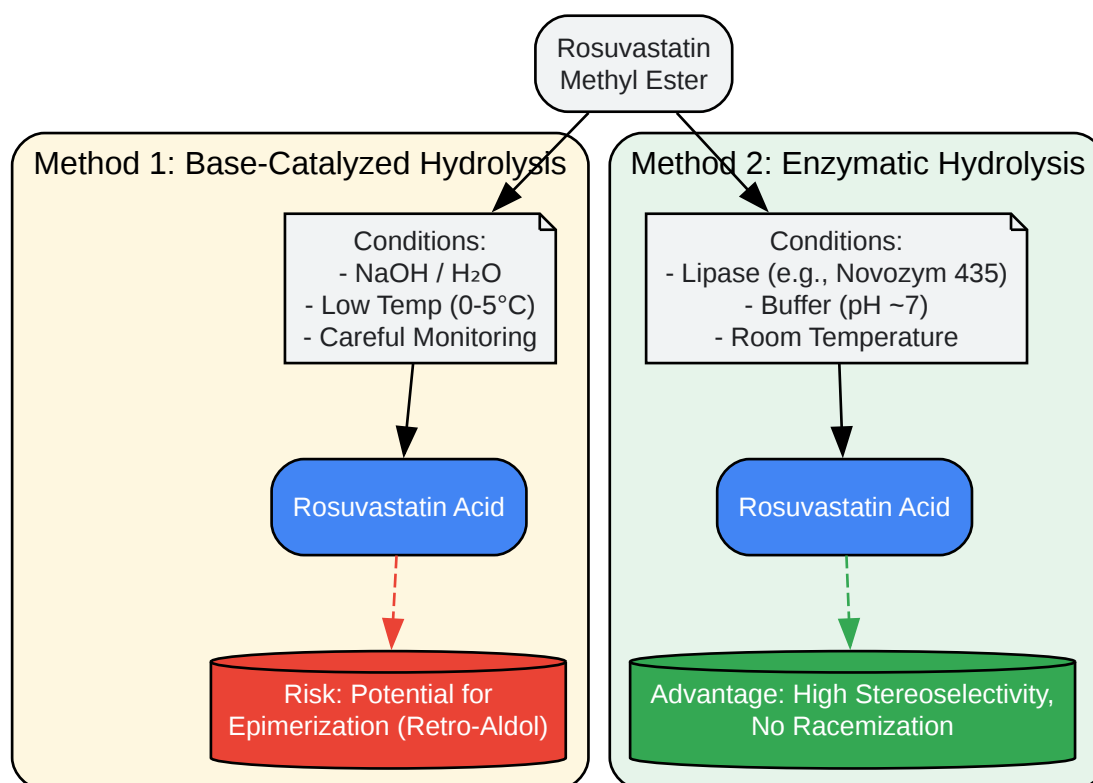 Rosuvastatin
Methyl Ester
Method 1: Base-Catalyzed Hydrolysis
Conditions:
- NaOH / H₂O
- Low Temp (0-5°C)
- Careful Monitoring
Rosuvastatin Acid
Risk: Potential for
Epimerization (Retro-Aldol)
Method 2: Enzymatic Hydrolysis
Conditions:
- Lipase (e.g., Novozym 435)
- Buffer (pH ~7)
- Room Temperature
Rosuvastatin Acid
Advantage: High Stereoselectivity,
No Racemization